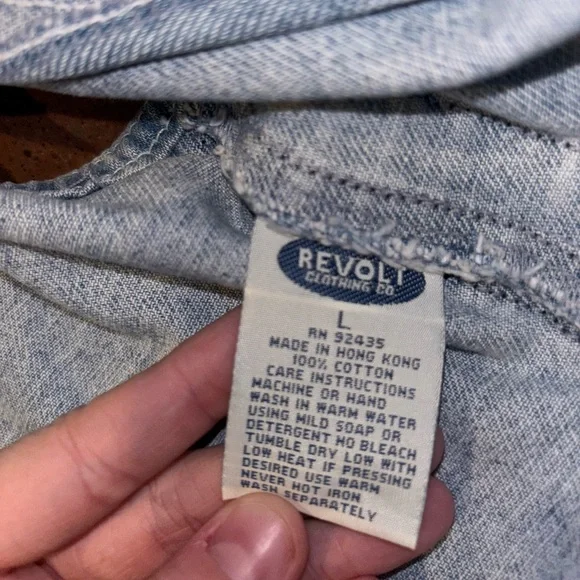 REVOLT
CLOTHING CO.
L
RN 92435
MADE IN HONG KONG
100% COTTON
CARE INSTRUCTIONS
MACHINE OR HAND
WASH IN WARM WATER
USING MILD SOAP OR
DETERGENT NO BLEACH
TUMBLE DRY LOW WITH
LOW HEAT IF PRESSING
DESIRED USE WARM
NEVER HOT IRON
WASH SEPARATELY